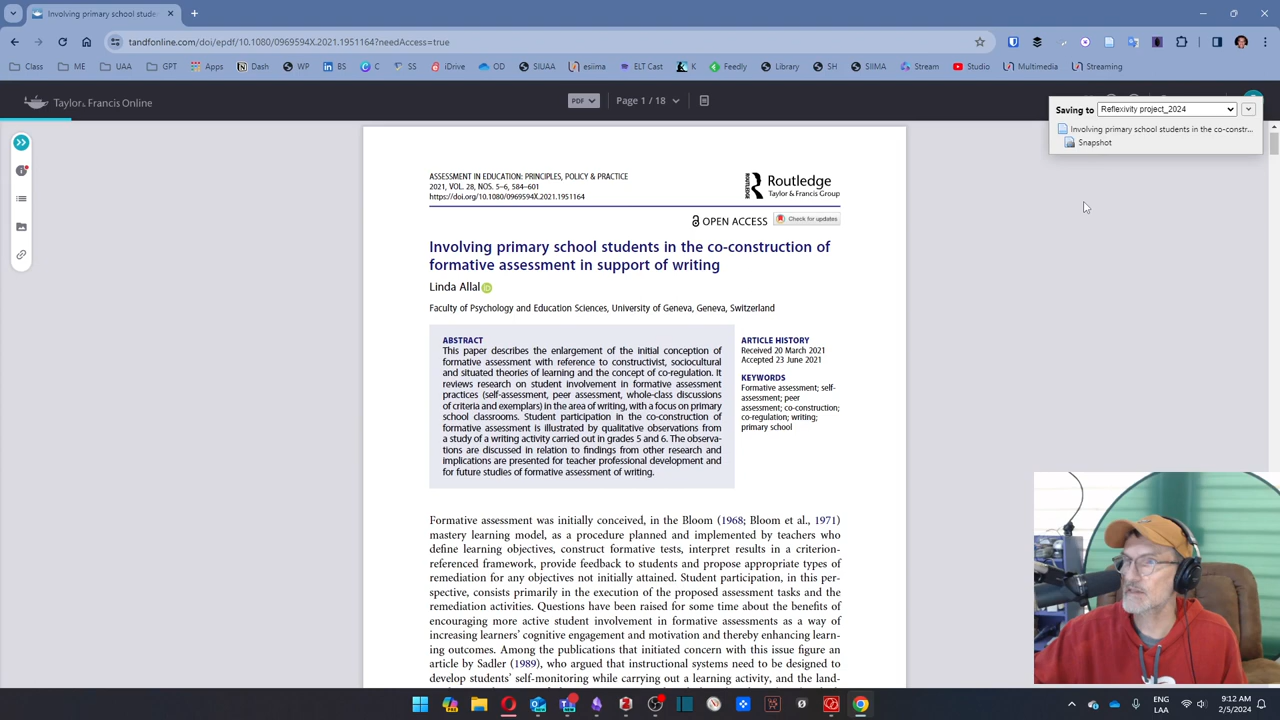 Involving primary school stude
tandfonline.com/doi/epdf/10.1080/0969594X.2021.1951164?needAccess=true
Class
ME
UAA
GPT
Apps
Dash
WP
BS
C
SS
iDrive
OD
SIUAA
esiima
ELT Cast
K
Feedly
Library
SH
SIIMA
Stream
Studio
Multimedia
Streaming
Taylor & Francis Online
PDF
Page 1 / 18
Saving to
Reflexivity project_2024
Involving primary school students in the co-constr...
Snapshot
ASSESSMENT IN EDUCATION: PRINCIPLES, POLICY & PRACTICE
2021, VOL. 28, NOS. 5–6, 584–601
https://doi.org/10.1080/0969594X.2021.1951164
ROUTLEDGE
Routledge
Taylor & Francis Group
OPEN ACCESS
Check for updates
Involving primary school students in the co-construction of
formative assessment in support of writing
Linda Allal iD
Faculty of Psychology and Education Sciences, University of Geneva, Geneva, Switzerland
ABSTRACT
This paper describes the enlargement of the initial conception of
formative assessment with reference to constructivist, sociocultural
and situated theories of learning and the concept of co-regulation. It
reviews research on student involvement in formative assessment
practices (self-assessment, peer assessment, whole-class discussions
of criteria and exemplars) in the area of writing, with a focus on primary
school classrooms. Student participation in the co-construction of
formative assessment is illustrated by qualitative observations from
a study of a writing activity carried out in grades 5 and 6. The observa-
tions are discussed in relation to findings from other research and
implications are presented for teacher professional development and
for future studies of formative assessment of writing.
ARTICLE HISTORY
Received 20 March 2021
Accepted 23 June 2021
KEYWORDS
Formative assessment; self-
assessment; peer
assessment; co-construction;
co-regulation; writing;
primary school
Formative assessment was initially conceived, in the Bloom (1968; Bloom et al., 1971)
mastery learning model, as a procedure planned and implemented by teachers who
define learning objectives, construct formative tests, interpret results in a criterion-
referenced framework, provide feedback to students and propose appropriate types of
remediation for any objectives not initially attained. Student participation, in this per-
spective, consists primarily in the execution of the proposed assessment tasks and the
remediation activities. Questions have been raised for some time about the benefits of
encouraging more active student involvement in formative assessments as a way of
increasing learners' cognitive engagement and motivation and thereby enhancing learn-
ing outcomes. Among the publications that initiated concern with this issue figure an
article by Sadler (1989), who argued that instructional systems need to be designed to
develop students' self-monitoring while carrying out a learning activity, and the land-
ENG
LAA
9:12 AM
2/5/2024